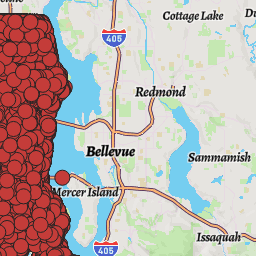 Cottage Lake
405
Redmond
Bellevue
Sammamish
Mercer Island
Issaquah
405